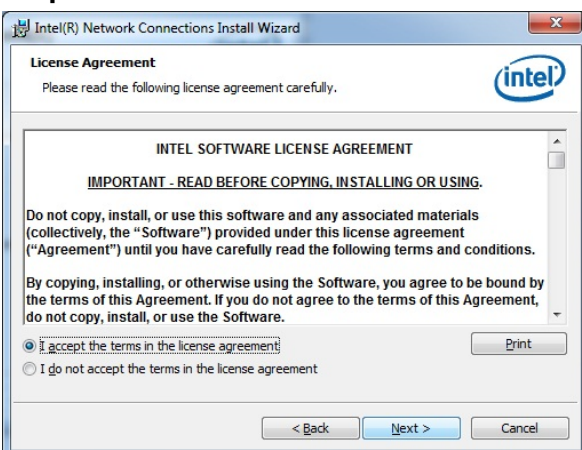 Intel(R) Network Connections Install Wizard
License Agreement
Please read the following license agreement carefully.
intel
INTEL SOFTWARE LICENSE AGREEMENT
IMPORTANT - READ BEFORE COPYING, INSTALLING OR USING.
Do not copy, install, or use this software and any associated materials
(collectively, the “Software”) provided under this license agreement
(“Agreement”) until you have carefully read the following terms and conditions.
By copying, installing, or otherwise using the Software, you agree to be bound by
the terms of this Agreement. If you do not agree to the terms of this Agreement,
do not copy, install, or use the Software.
I accept the terms in the license agreement
Print
I do not accept the terms in the license agreement
< Back
Next >
Cancel